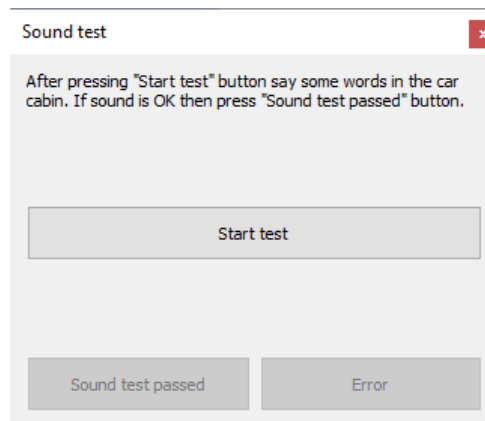 Sound test
x
After pressing "Start test" button say some words in the car
cabin. If sound is OK then press "Sound test passed" button.
Start test
Sound test passed
Error